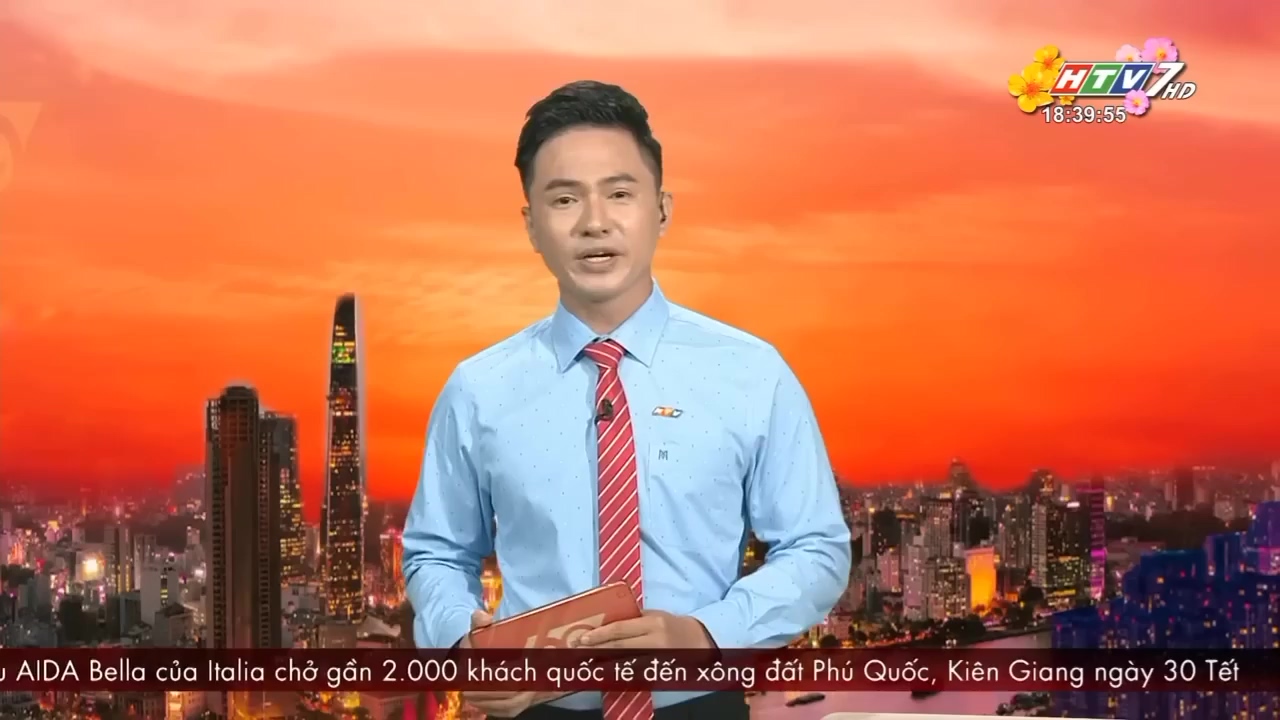 HTV7
HD
18:39:55
HTV
AIDA Bella của Italia chở gần 2.000 khách quốc tế đến xông đất Phú Quốc, Kiên Giang ngày 30 Tết